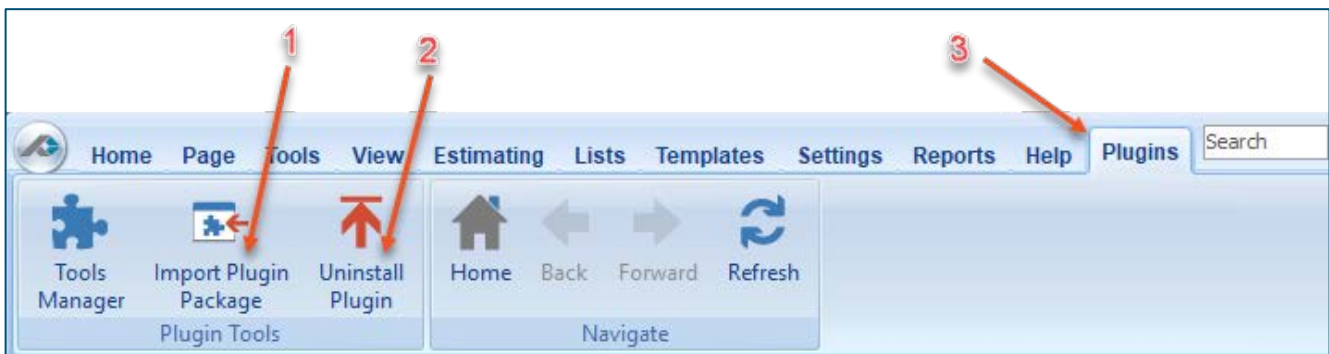 1
2
3
Home Page Tools View Estimating Lists Templates Settings Reports Help Plugins Search
Tools Manager
Import Plugin Package
Uninstall Plugin
Home
Back
Forward
Refresh
Plugin Tools
Navigate